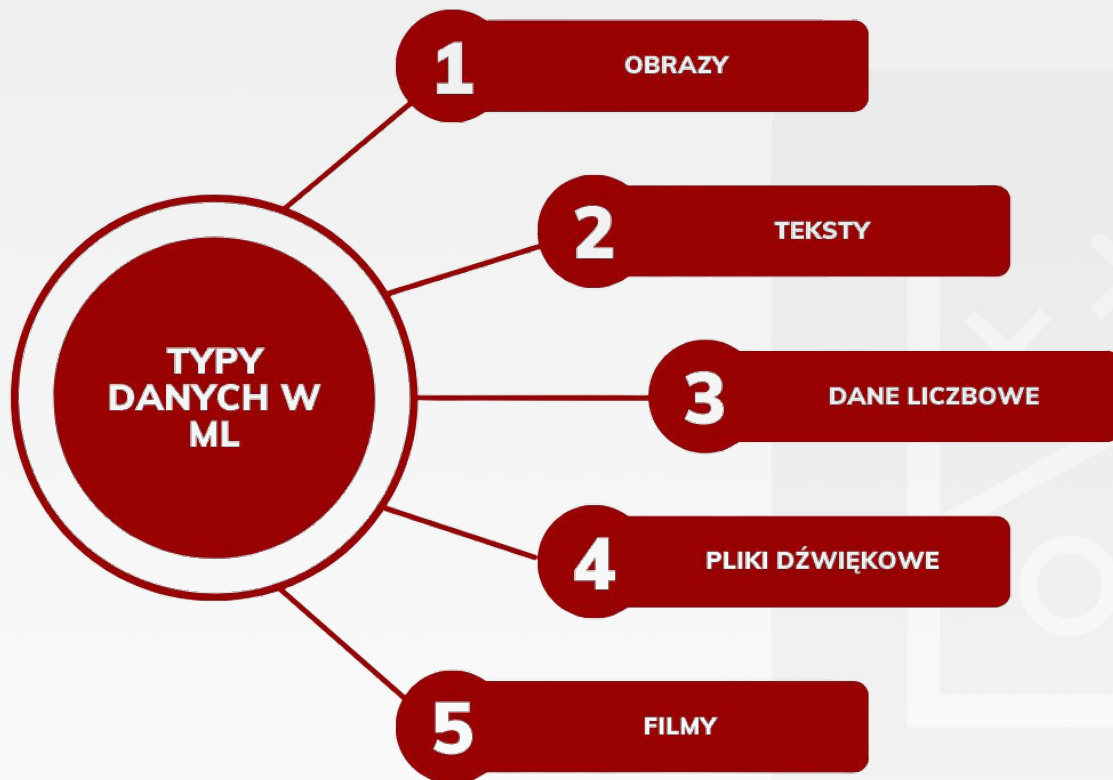 1
OBRAZY
2
TEKSTY
TYPY
DANYCH W
ML
3
DANE LICZBOWE
4
PLIKI DŹWIĘKOWE
5
FILMY